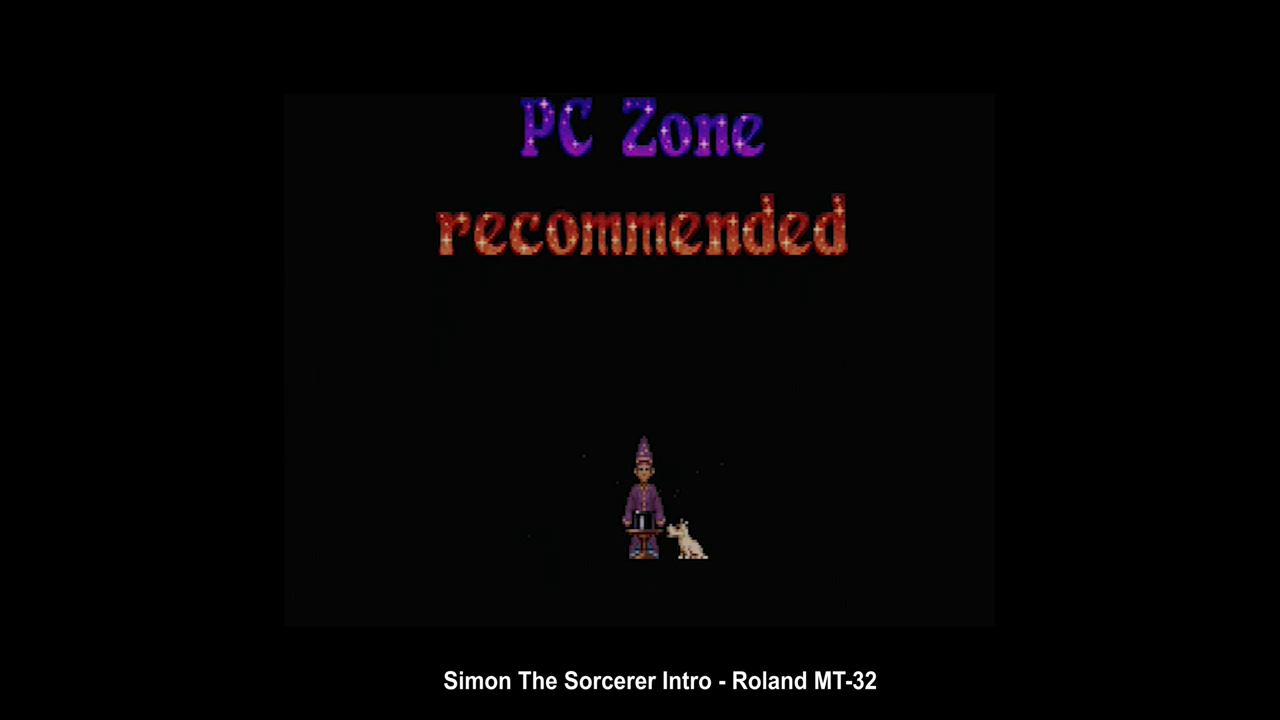 PC Zone
recommended
Simon The Sorcerer Intro - Roland MT-32